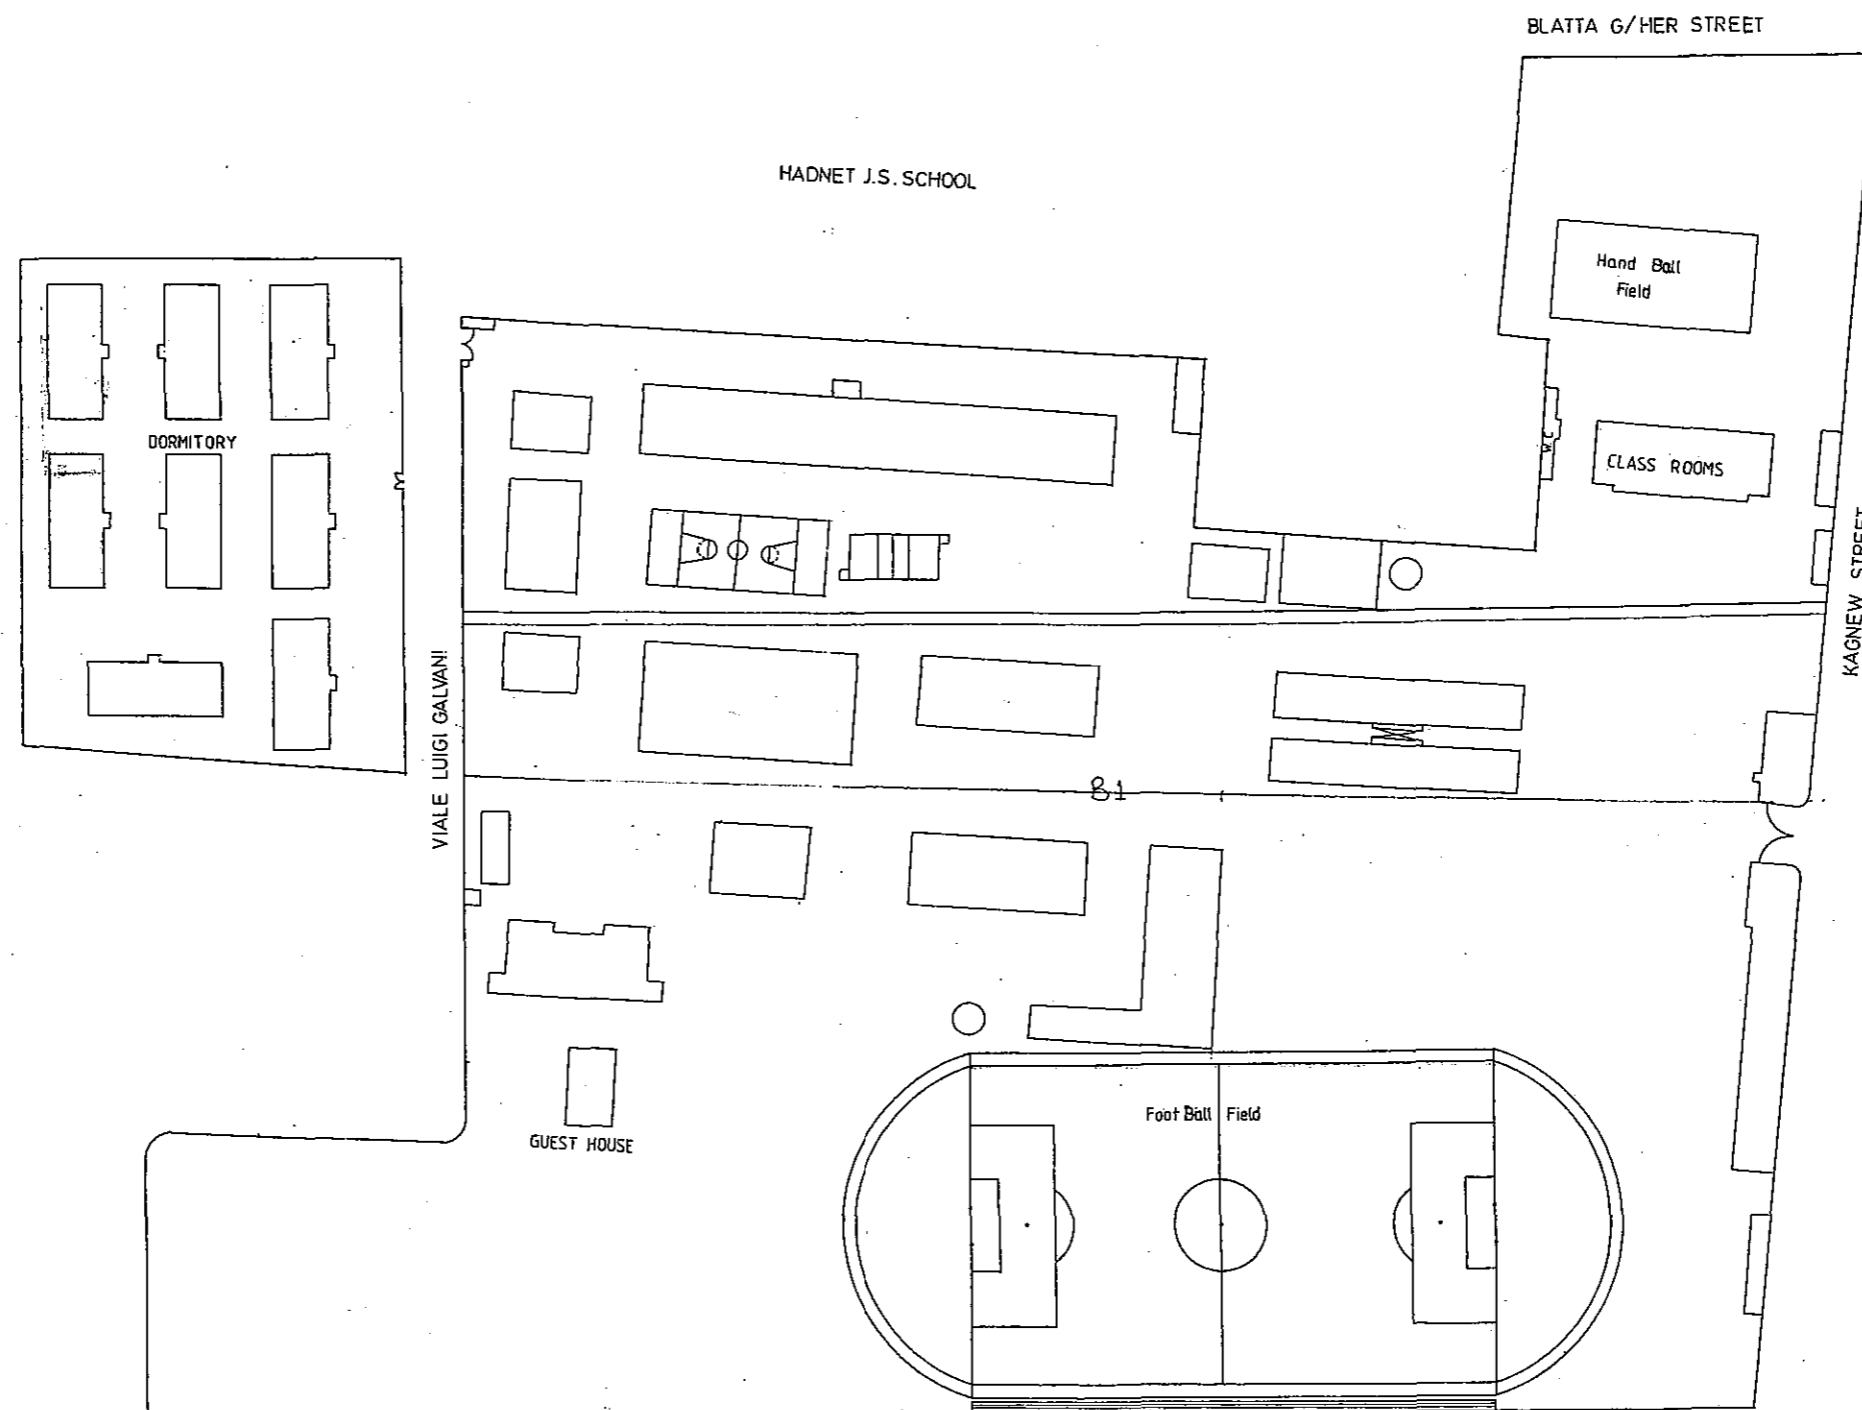 BLATTA G/HER STREET
HADNET J.S. SCHOOL
Hand Ball
Field
DORMITORY
W.C
CLASS ROOMS
KAGNEW STREET
VIALE LUIGI GALVANI
B1
Foot Ball Field
GUEST HOUSE